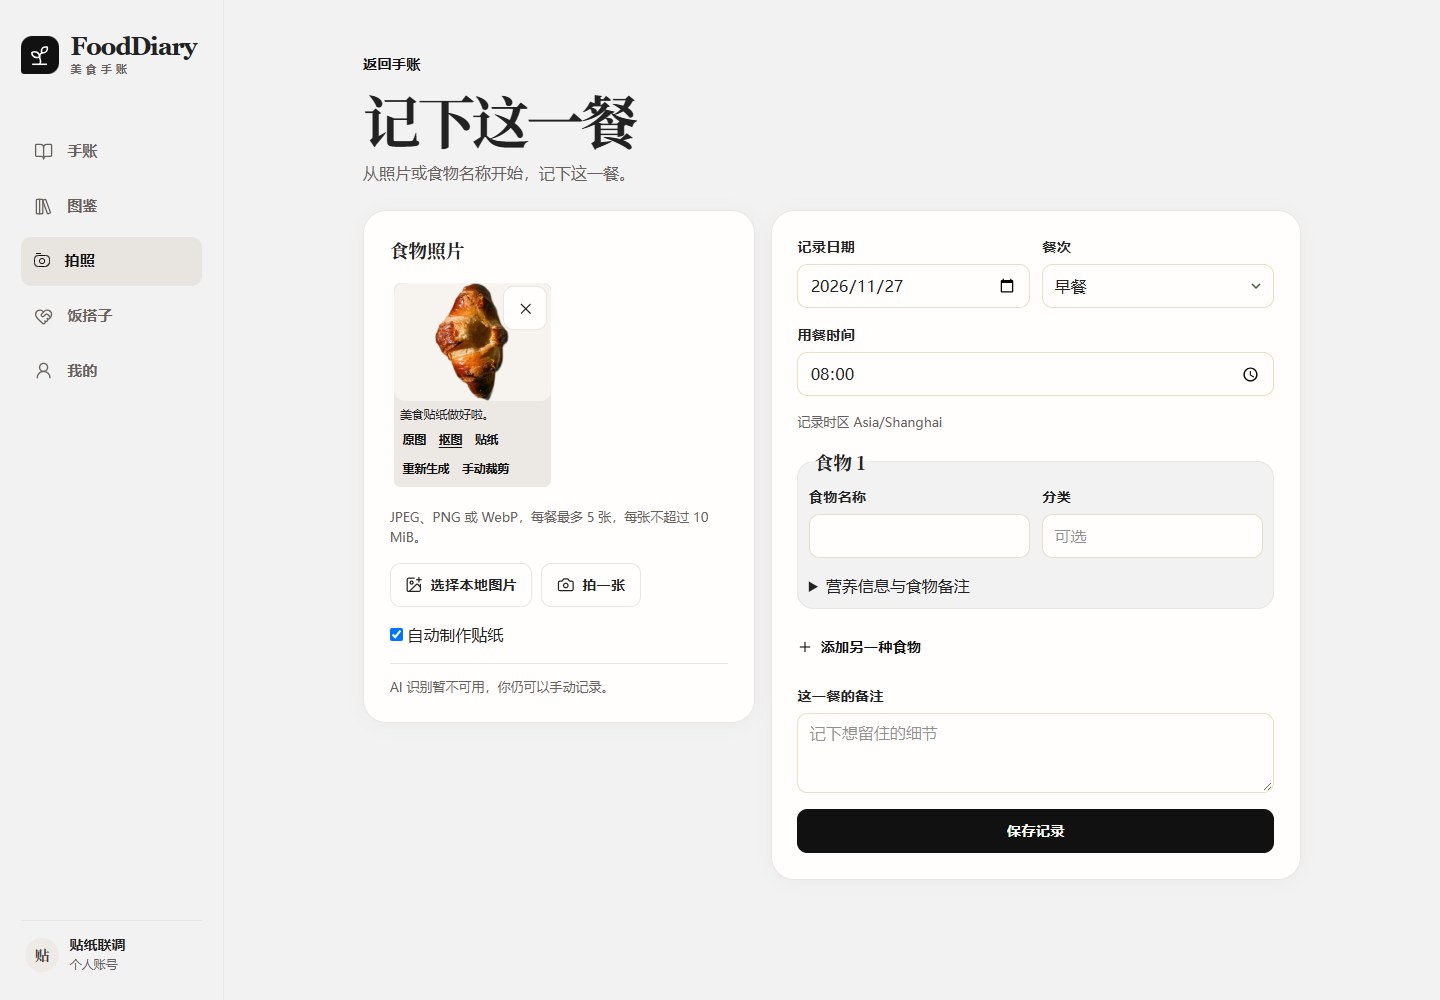 FoodDiary
美食手账
手账
图鉴
拍照
饭搭子
我的
贴
贴纸联调
个人账号
返回手账
记下这一餐
从照片或食物名称开始，记下这一餐。
食物照片
美食贴纸做好啦。
原图 抠图 贴纸
重新生成 手动裁剪
JPEG、PNG 或 WebP，每餐最多 5 张，每张不超过 10
MiB。
选择本地图片 拍一张
自动制作贴纸
AI 识别暂不可用，你仍可以手动记录。
记录日期 餐次
2026/11/27 早餐
用餐时间
08:00
记录时区 Asia/Shanghai
食物 1
食物名称 分类
可选
营养信息与食物备注
添加另一种食物
这一餐的备注
记下想留住的细节
保存记录